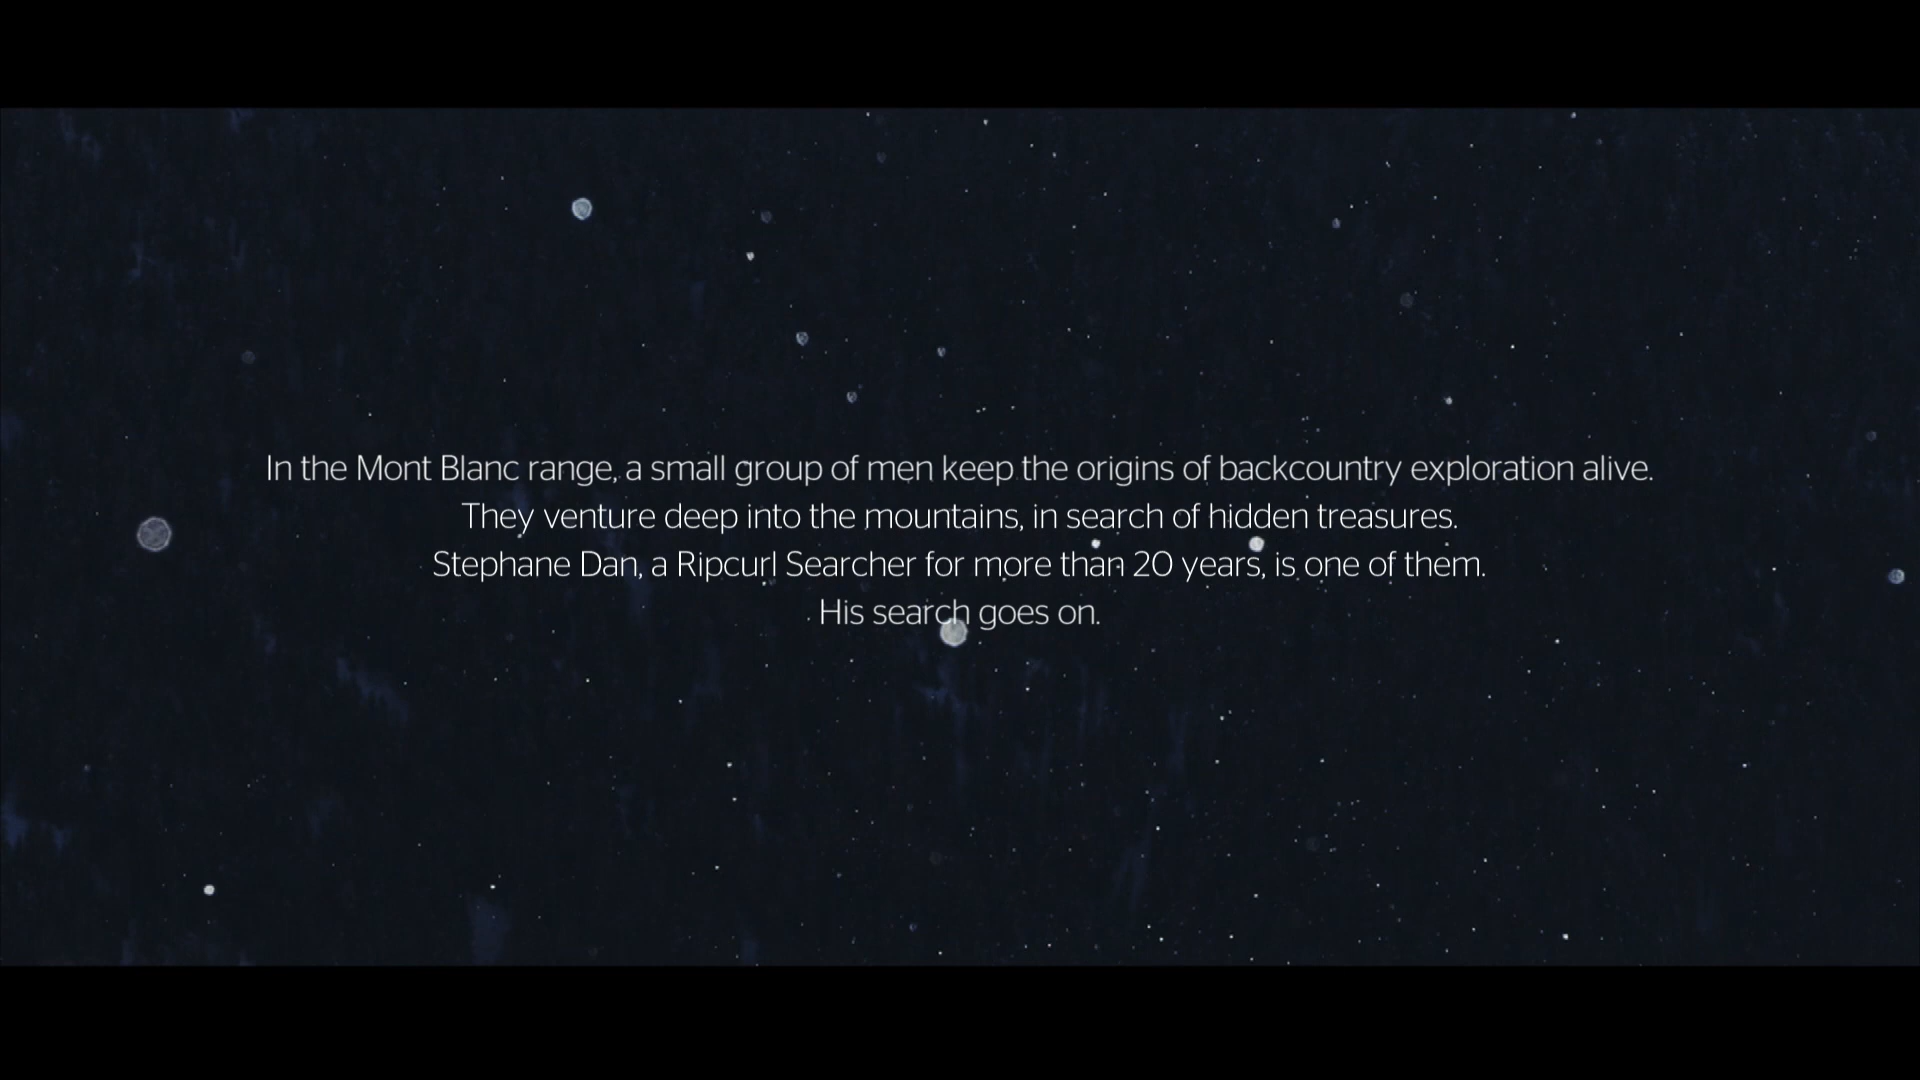 In the Mont Blanc range, a small group of men keep the origins of backcountry exploration alive.
They venture deep into the mountains, in search of hidden treasures.
Stephane Dan, a Ripcurl Searcher for more than 20 years, is one of them.
His search goes on.